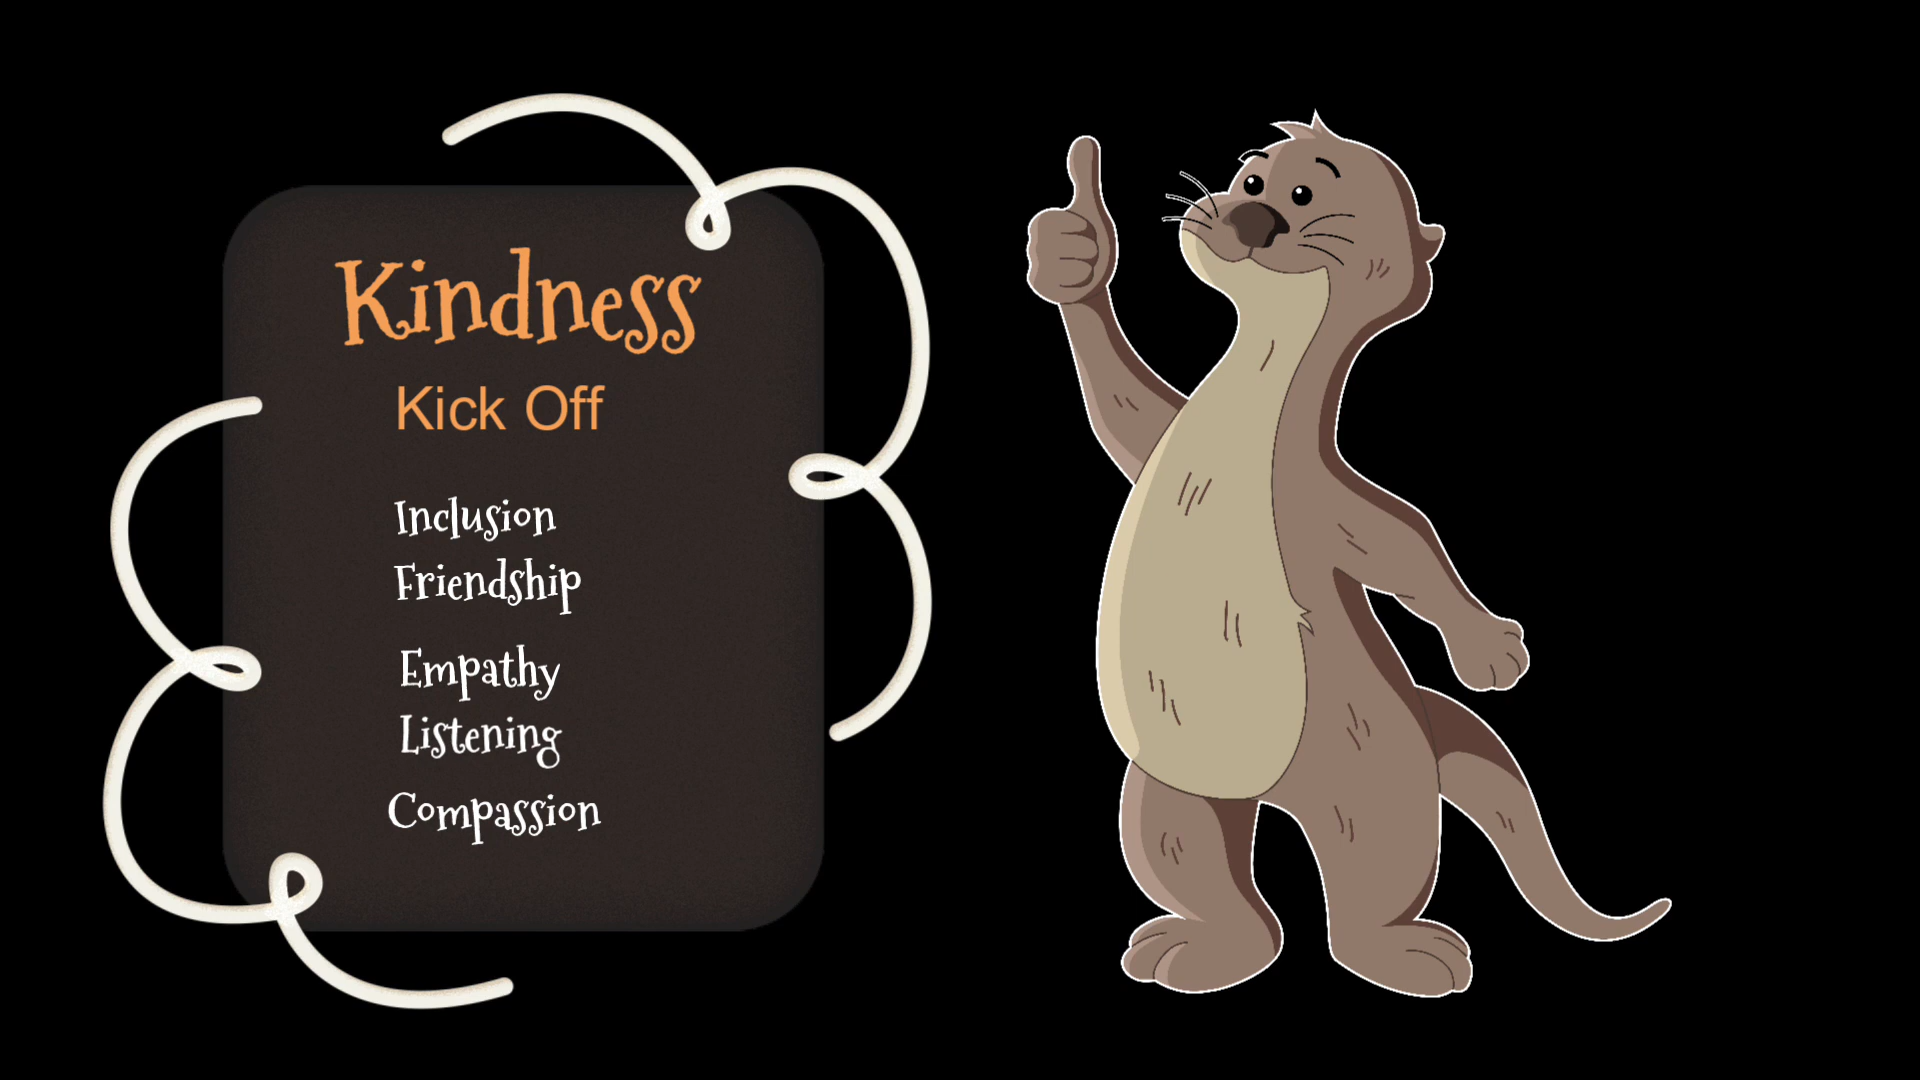 Kindness
Kick Off
Inclusion
Friendship
Empathy
Listening
Compassion